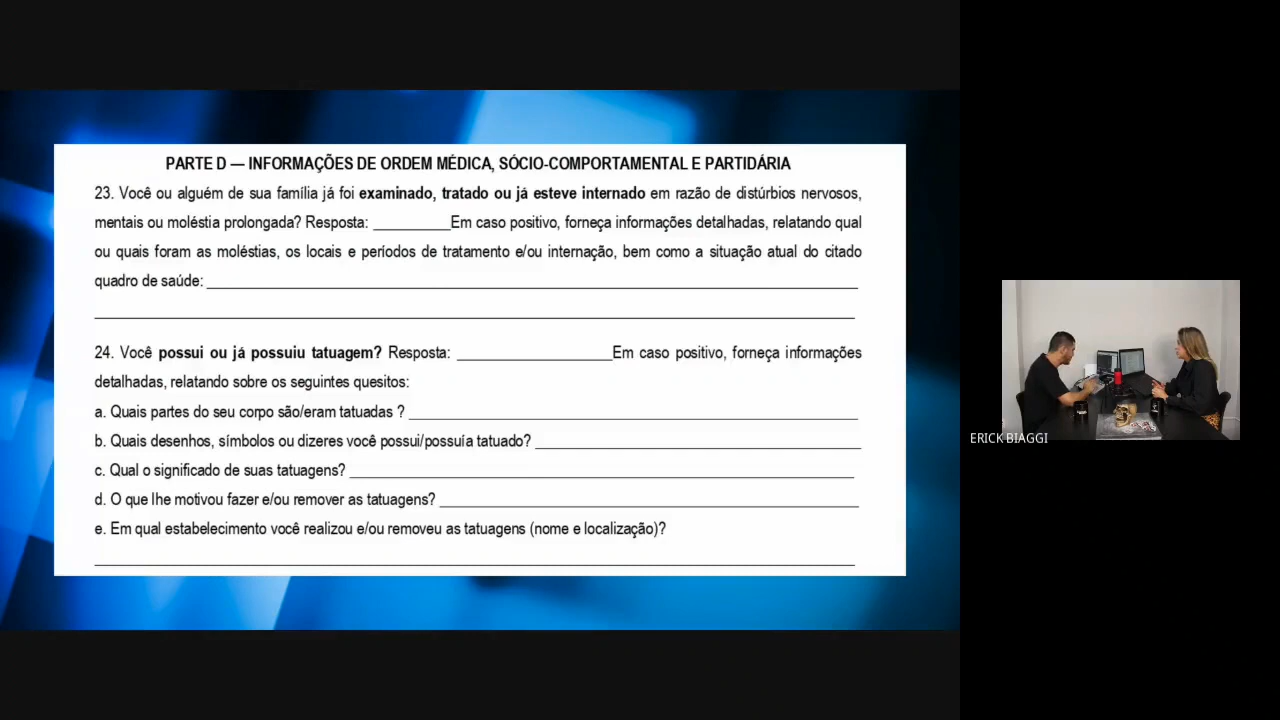 PARTE D — INFORMAÇÕES DE ORDEM MÉDICA, SÓCIO-COMPORTAMENTAL E PARTIDÁRIA
23. Você ou alguém de sua família já foi examinado, tratado ou já esteve internado em razão de distúrbios nervosos,
mentais ou moléstia prolongada? Resposta: __________Em caso positivo, forneça informações detalhadas, relatando qual
ou quais foram as moléstias, os locais e períodos de tratamento e/ou internação, bem como a situação atual do citado
quadro de saúde:
24. Você possui ou já possuiu tatuagem? Resposta: ____________________Em caso positivo, forneça informações
detalhadas, relatando sobre os seguintes quesitos:
a. Quais partes do seu corpo são/eram tatuadas ?
b. Quais desenhos, símbolos ou dizeres você possui/possuía tatuado?
c. Qual o significado de suas tatuagens?
d. O que lhe motivou fazer e/ou remover as tatuagens?
e. Em qual estabelecimento você realizou e/ou removeu as tatuagens (nome e localização)?
ERICK BIAGGI